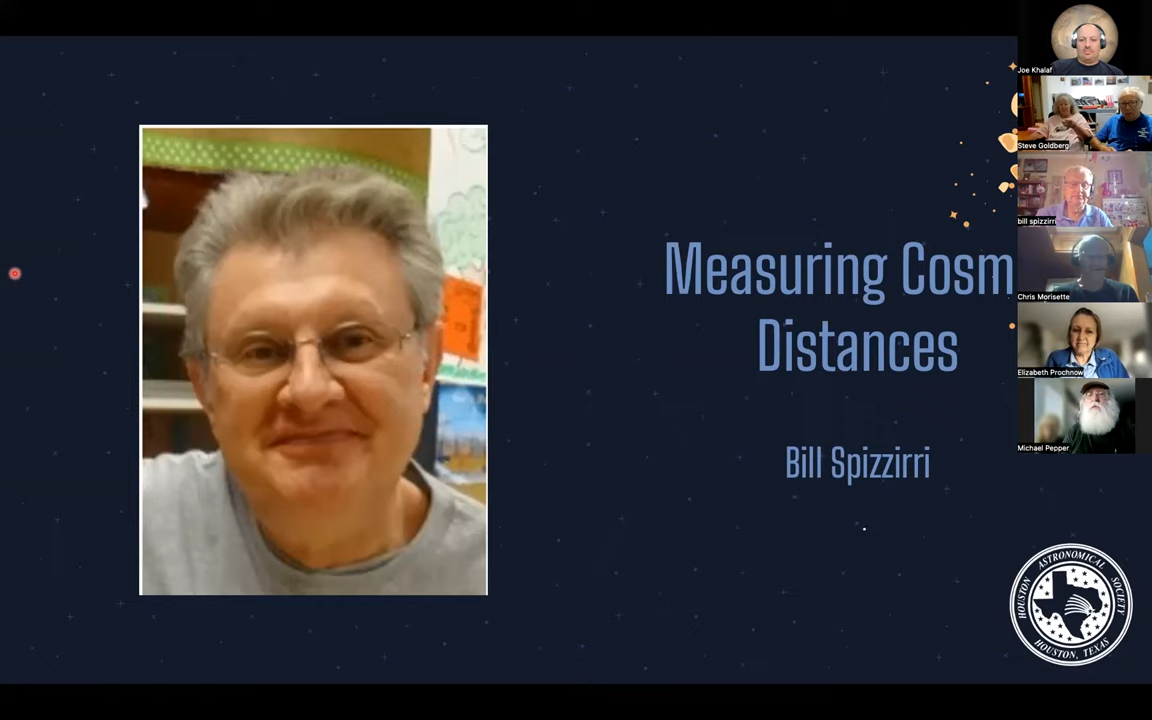 Measuring Cosm
Distances
Bill Spizzirri
Joe Khalaf
Steve Goldberg
bill spizzirri
Chris Morisette
Elizabeth Prochnow
Michael Pepper
HOUSTON ASTRONOMICAL SOCIETY
HOUSTON, TEXAS